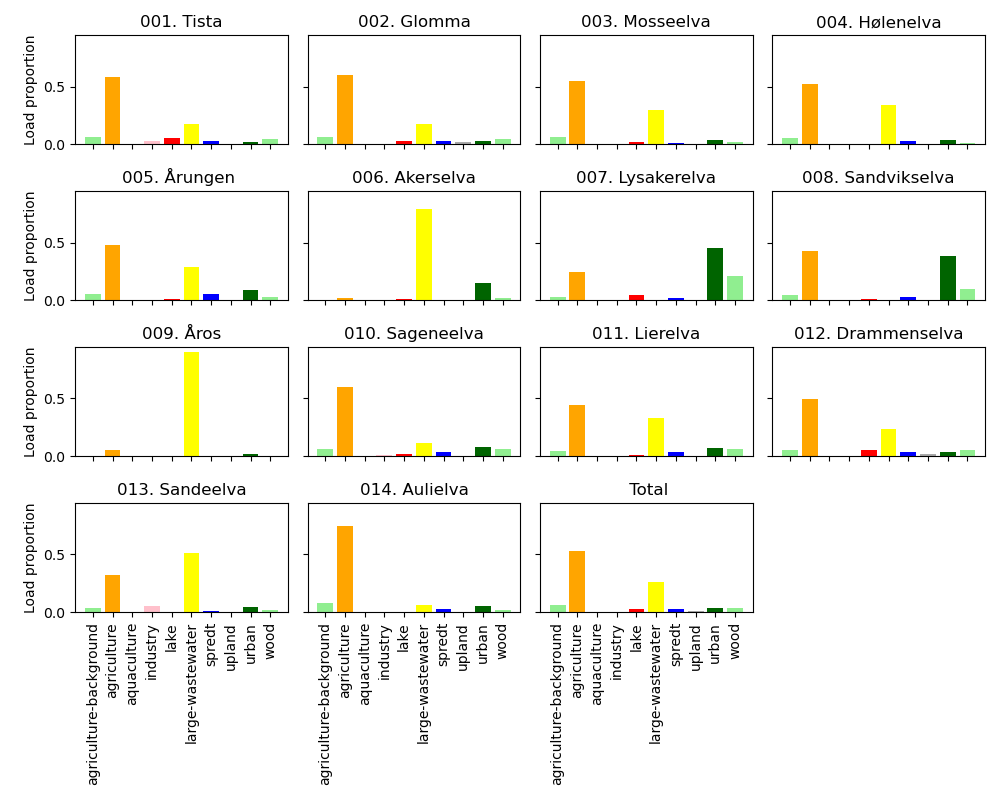 001. Tista
002. Glomma
003. Mosseelva
004. Hølenelva
Load proportion
0.5
0.0
005. Årungen
006. Akerselva
007. Lysakerelva
008. Sandvikselva
Load proportion
0.5
0.0
009. Åros
010. Sageneelva
011. Lierelva
012. Drammenselva
Load proportion
0.5
0.0
013. Sandeelva
014. Aulielva
Total
Load proportion
0.5
0.0
agriculture-background
agriculture
aquaculture
industry
lake
large-wastewater
spredt
upland
urban
wood
agriculture-background
agriculture
aquaculture
industry
lake
large-wastewater
spredt
upland
urban
wood
agriculture-background
agriculture
aquaculture
industry
lake
large-wastewater
spredt
upland
urban
wood